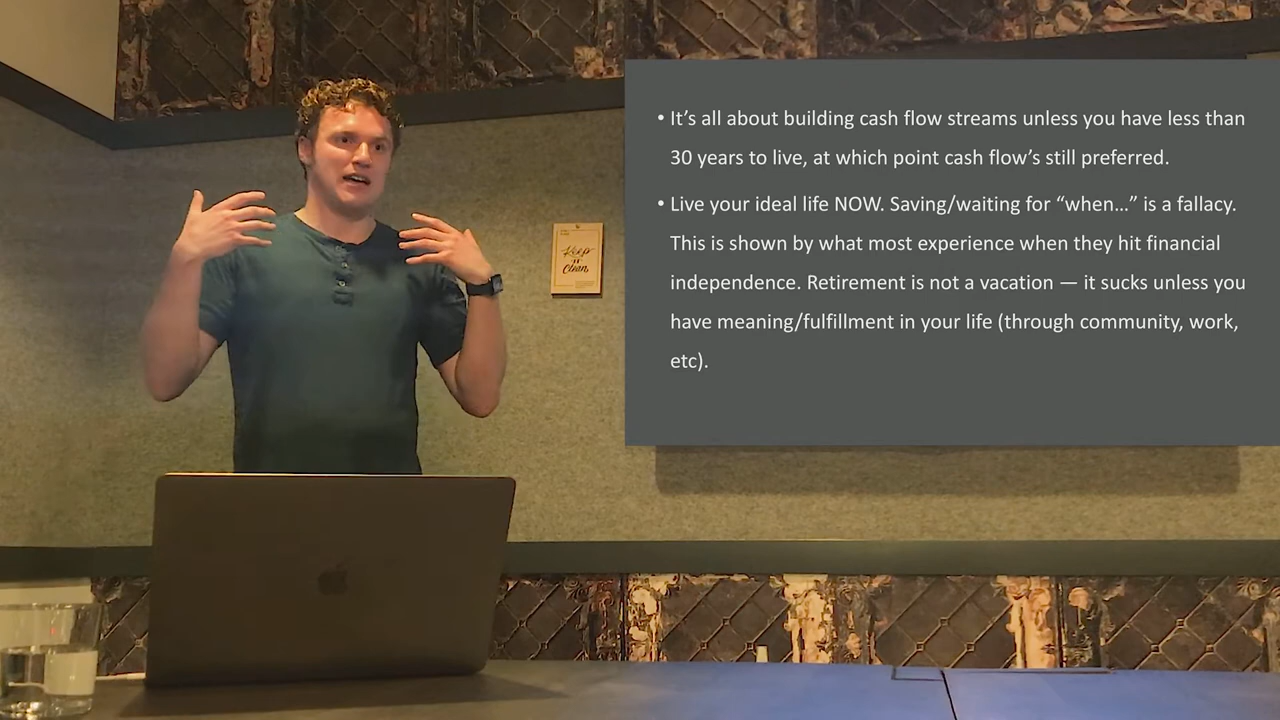 • It’s all about building cash flow streams unless you have less than
30 years to live, at which point cash flow’s still preferred.
• Live your ideal life NOW. Saving/waiting for “when…” is a fallacy.
This is shown by what most experience when they hit financial
independence. Retirement is not a vacation — it sucks unless you
have meaning/fulfillment in your life (through community, work,
etc).
Keep
Clean